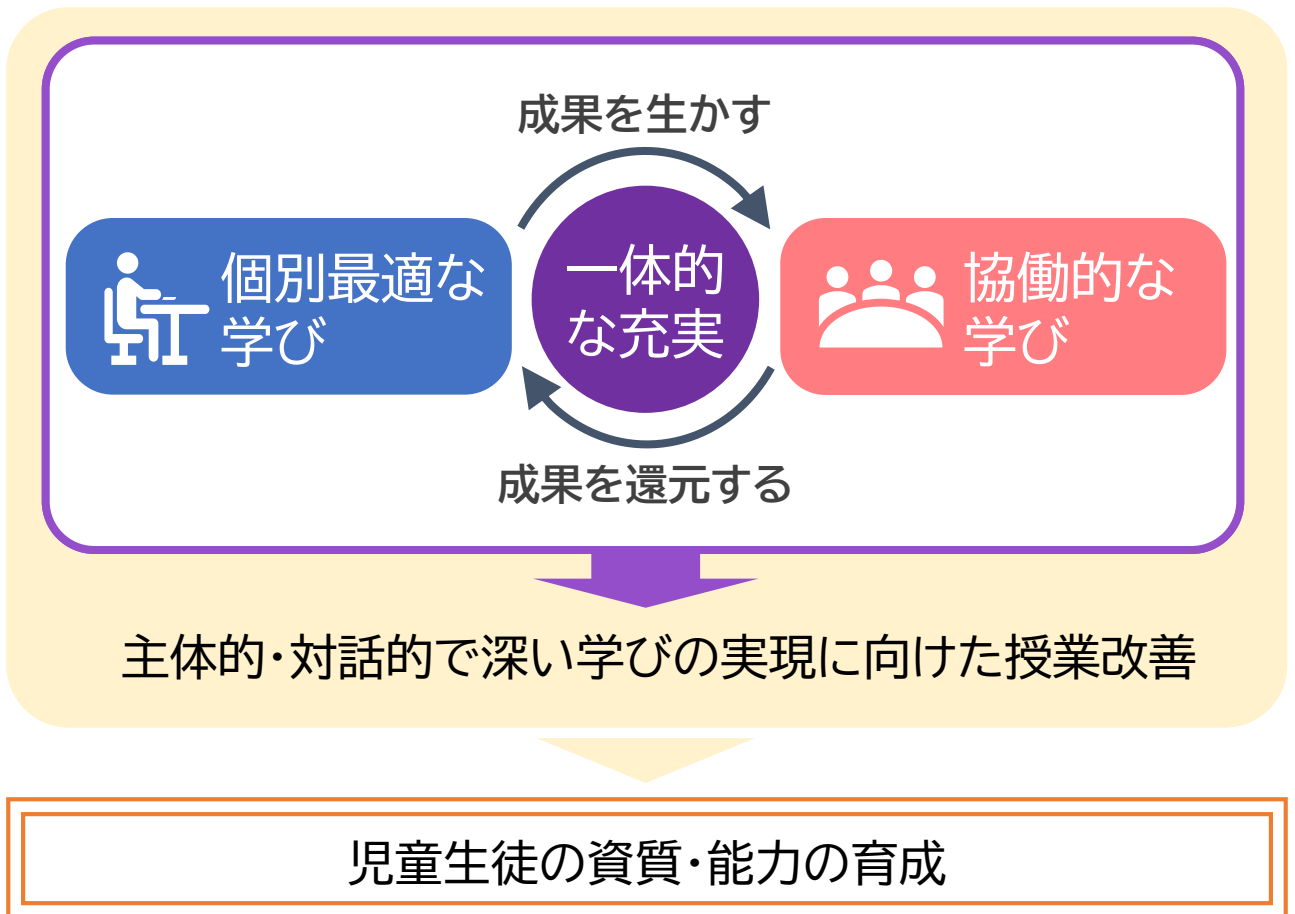 成果を生かす
個別最適な
学び
一体的
な充実
協働的な
学び
成果を還元する
主体的・対話的で深い学びの実現に向けた授業改善
児童生徒の資質・能力の育成